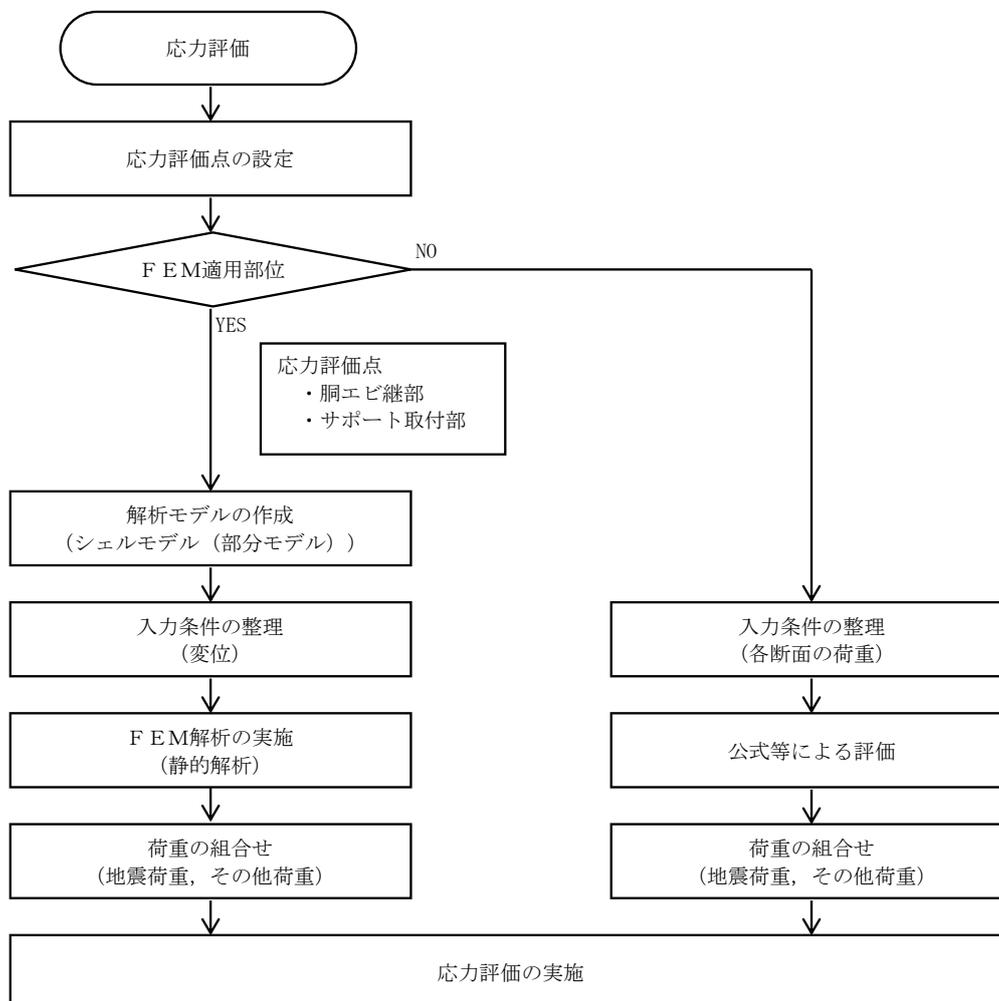 応力評価
応力評価点の設定
ＦＥＭ適用部位
NO
YES
応力評価点
・胴エビ継部
・サポート取付部
解析モデルの作成
（シェルモデル（部分モデル））
入力条件の整理
（変位）
入力条件の整理
（各断面の荷重）
ＦＥＭ解析の実施
（静的解析）
公式等による評価
荷重の組合せ
（地震荷重，その他荷重）
荷重の組合せ
（地震荷重，その他荷重）
応力評価の実施